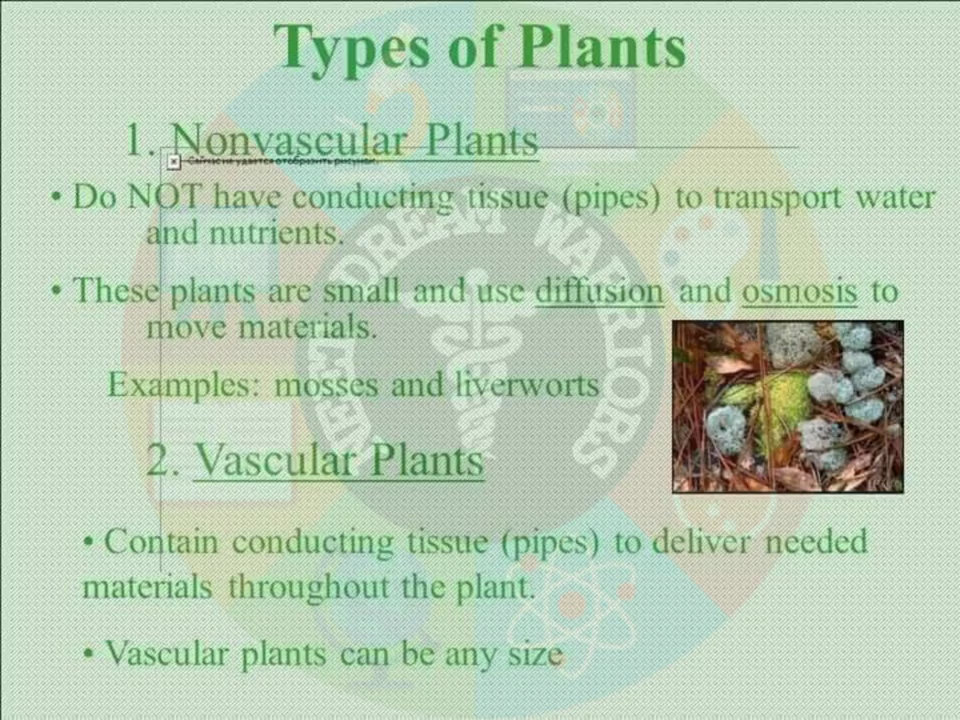 Types of Plants
1. Nonvascular Plants
Сейчас не удается отобразить рисунок.
• Do NOT have conducting tissue (pipes) to transport water
and nutrients.
• These plants are small and use diffusion and osmosis to
move materials.
Examples: mosses and liverworts
2. Vascular Plants
• Contain conducting tissue (pipes) to deliver needed
materials throughout the plant.
• Vascular plants can be any size
NEET DREAM WARRIORS